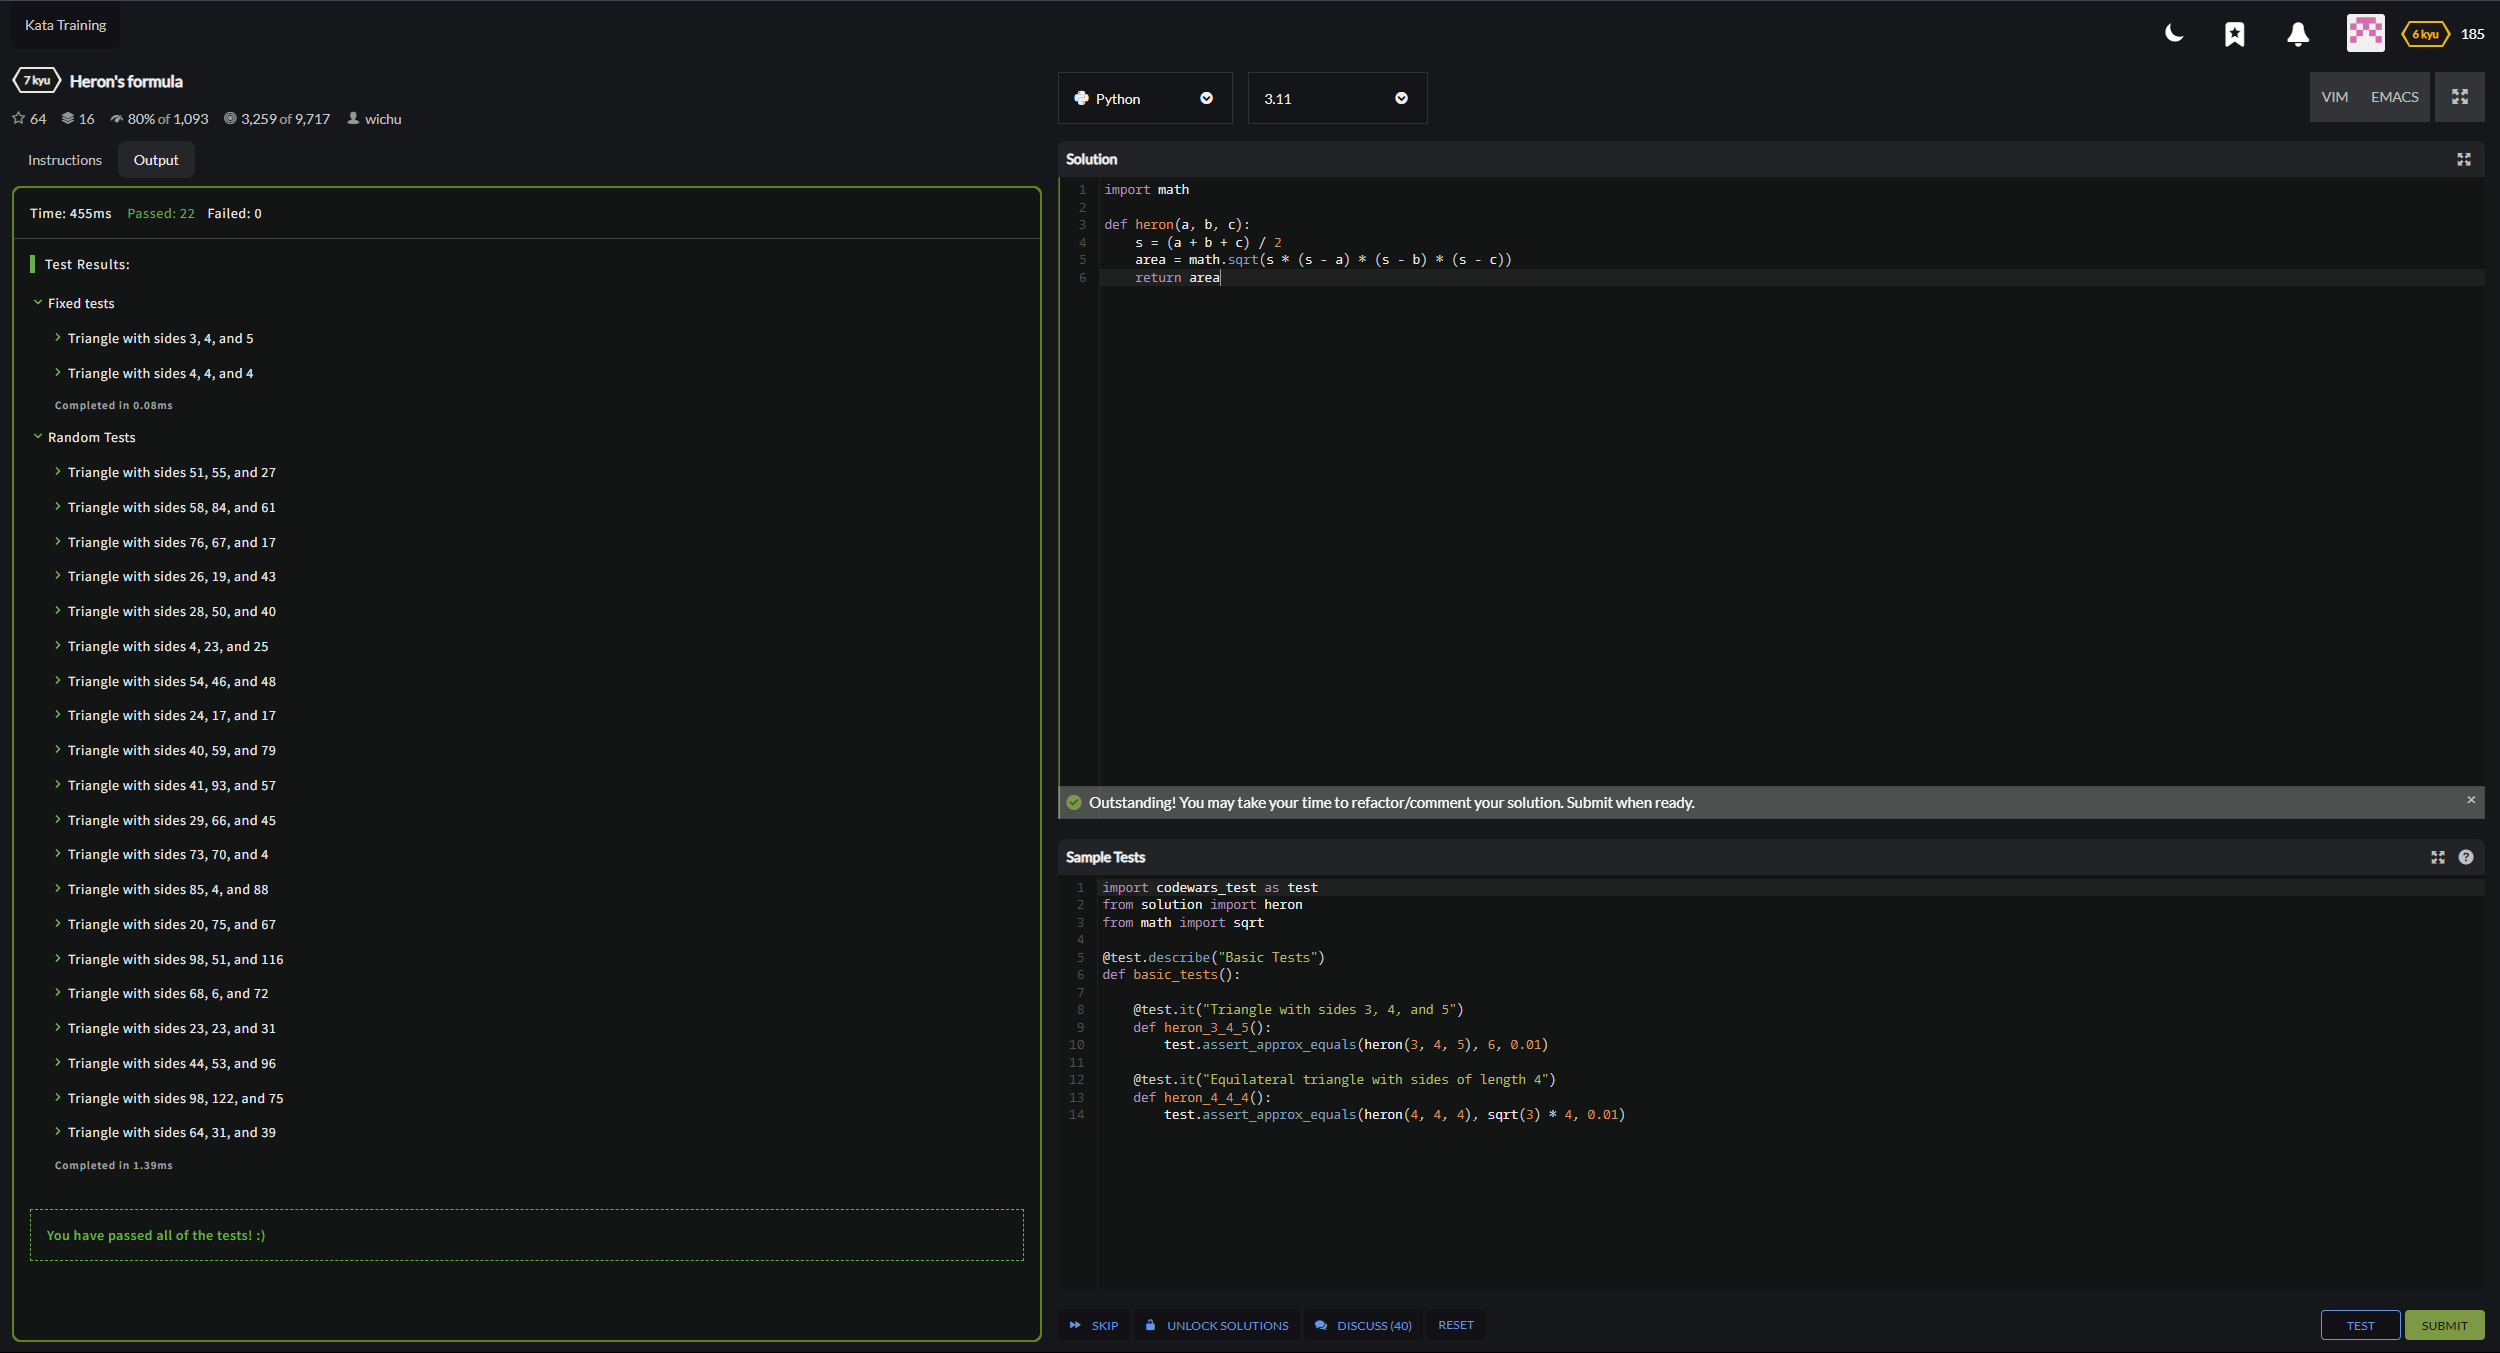 Kata Training
6 kyu 185
7 kyu Heron's formula
64 16 80% of 1,093 3,259 of 9,717 wichu
Instructions Output
Time: 455ms Passed: 22 Failed: 0
Test Results:
Fixed tests
Triangle with sides 3, 4, and 5
Triangle with sides 4, 4, and 4
Completed in 0.08ms
Random Tests
Triangle with sides 51, 55, and 27
Triangle with sides 58, 84, and 61
Triangle with sides 76, 67, and 17
Triangle with sides 26, 19, and 43
Triangle with sides 28, 50, and 40
Triangle with sides 4, 23, and 25
Triangle with sides 54, 46, and 48
Triangle with sides 24, 17, and 17
Triangle with sides 40, 59, and 79
Triangle with sides 41, 93, and 57
Triangle with sides 29, 66, and 45
Triangle with sides 73, 70, and 4
Triangle with sides 85, 4, and 88
Triangle with sides 20, 75, and 67
Triangle with sides 98, 51, and 116
Triangle with sides 68, 6, and 72
Triangle with sides 23, 23, and 31
Triangle with sides 44, 53, and 96
Triangle with sides 98, 122, and 75
Triangle with sides 64, 31, and 39
Completed in 1.39ms
You have passed all of the tests! :)
Python 3.11 VIM EMACS
Solution
1 import math
2
3 def heron(a, b, c):
4     s = (a + b + c) / 2
5     area = math.sqrt(s * (s - a) * (s - b) * (s - c))
6     return area
Outstanding! You may take your time to refactor/comment your solution. Submit when ready. ×
Sample Tests ?
1 import codewars_test as test
2 from solution import heron
3 from math import sqrt
4
5 @test.describe("Basic Tests")
6 def basic_tests():
7
8     @test.it("Triangle with sides 3, 4, and 5")
9     def heron_3_4_5():
10         test.assert_approx_equals(heron(3, 4, 5), 6, 0.01)
11
12     @test.it("Equilateral triangle with sides of length 4")
13     def heron_4_4_4():
14         test.assert_approx_equals(heron(4, 4, 4), sqrt(3) * 4, 0.01)
SKIP UNLOCK SOLUTIONS DISCUSS (40) RESET TEST SUBMIT